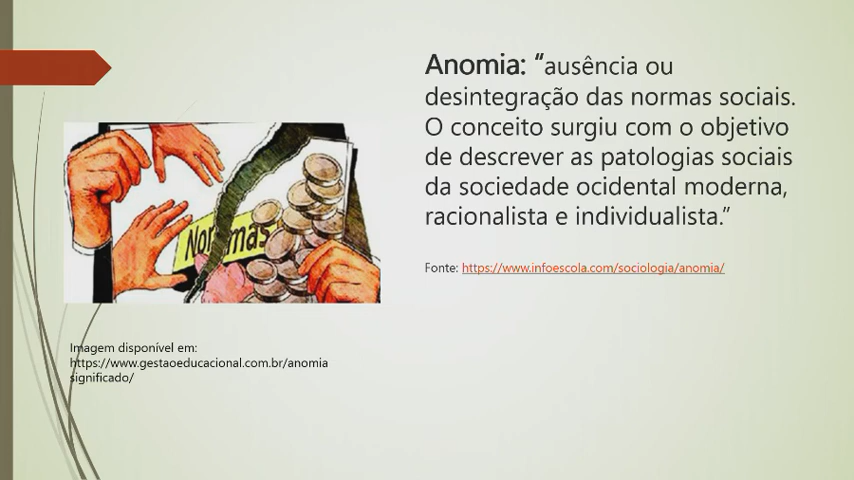 Anomia: “ausência ou
desintegração das normas sociais.
O conceito surgiu com o objetivo
de descrever as patologias sociais
da sociedade ocidental moderna,
racionalista e individualista.”
Fonte: https://www.infoescola.com/sociologia/anomia/
Normas
Imagem disponível em:
https://www.gestaoeducacional.com.br/anomia
significado/